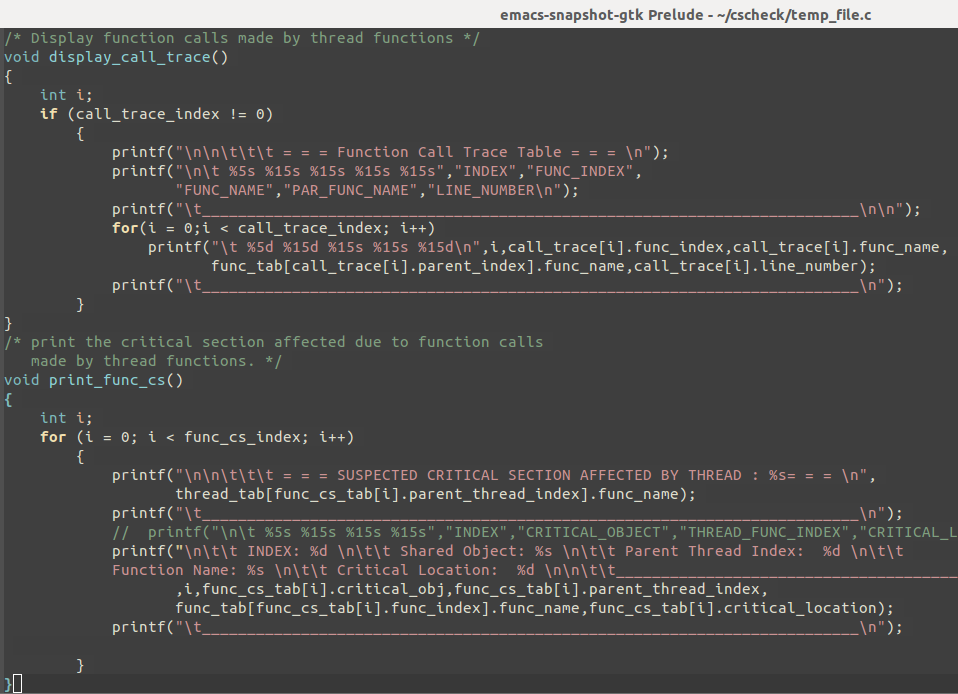 emacs-snapshot-gtk Prelude - ~/cscheck/temp_file.c
/* Display function calls made by thread functions */
void display_call_trace()
{
    int i;
    if (call_trace_index != 0)
        {
            printf("\n\n\t\t\t = = = Function Call Trace Table = = = \n");
            printf("\n\t %5s %15s %15s %15s %15s","INDEX","FUNC_INDEX",
                   "FUNC_NAME","PAR_FUNC_NAME","LINE_NUMBER\n");
            printf("\t_________________________________________________________________________\n\n");
            for(i = 0;i < call_trace_index; i++)
                printf("\t %5d %15d %15s %15s %15d\n",i,call_trace[i].func_index,call_trace[i].func_name,
                       func_tab[call_trace[i].parent_index].func_name,call_trace[i].line_number);
            printf("\t_________________________________________________________________________\n");
        }
}
/* print the critical section affected due to function calls
   made by thread functions. */
void print_func_cs()
{
    int i;
    for (i = 0; i < func_cs_index; i++)
        {
            printf("\n\n\t\t\t = = = SUSPECTED CRITICAL SECTION AFFECTED BY THREAD : %s= = = \n",
                   thread_tab[func_cs_tab[i].parent_thread_index].func_name);
            printf("\t_________________________________________________________________________\n");
            //  printf("\n\t %5s %15s %15s %15s","INDEX","CRITICAL_OBJECT","THREAD_FUNC_INDEX","CRITICAL_L
            printf("\n\t\t INDEX: %d \n\t\t Shared Object: %s \n\t\t Parent Thread Index:  %d \n\t\t
            Function Name: %s \n\t\t Critical Location:  %d \n\n\t\t______________________________________
                   ,i,func_cs_tab[i].critical_obj,func_cs_tab[i].parent_thread_index,
                   func_tab[func_cs_tab[i].func_index].func_name,func_cs_tab[i].critical_location);
            printf("\t_________________________________________________________________________\n");
        }
}